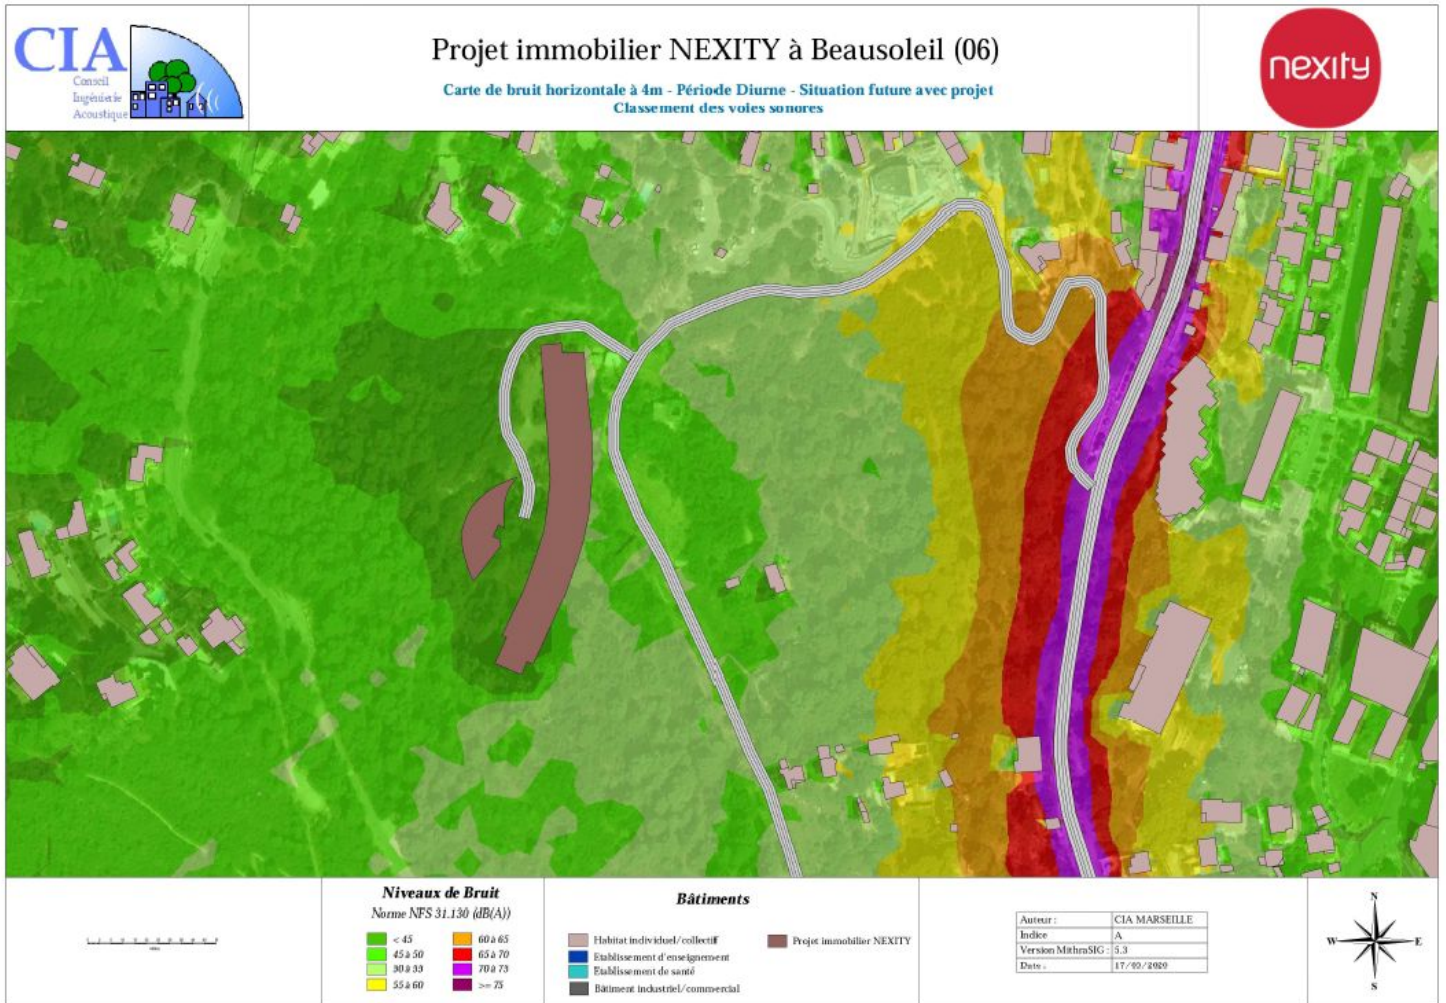 CIA
Conseil
Ingénierie
Acoustique
Projet immobilier NEXITY à Beausoleil (06)
Carte de bruit horizontale à 4m - Période Diurne - Situation future avec projet
Classement des voies sonores
nexity
Niveaux de Bruit
Norme NFS 31.130 (dB(A))
< 45
45 à 50
55 à 60
60 à 65
65 à 70
>= 75
Bâtiments
Habitat individuel/collectif
Etablissement d'enseignement
Etablissement de santé
Bâtiment industriel/commercial
Projet immobilier NEXITY
Auteur : CIA MARSEILLE
Indice A
Version MithraSIG : 5.3
Date :
N
W E
S